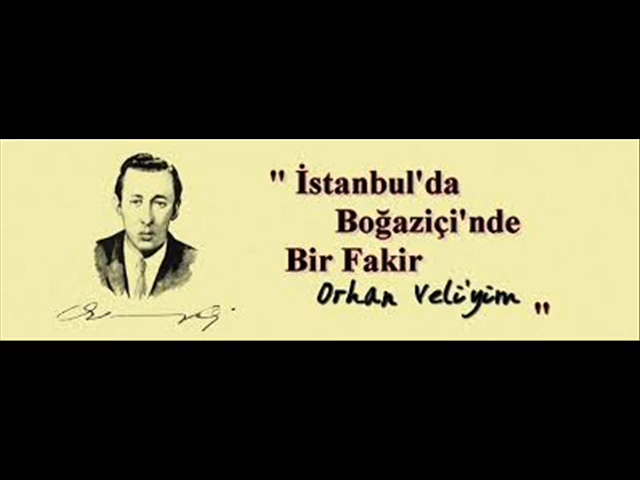 " İstanbul'da
Boğaziçi'nde
Bir Fakir
Orhan Veli'yim "